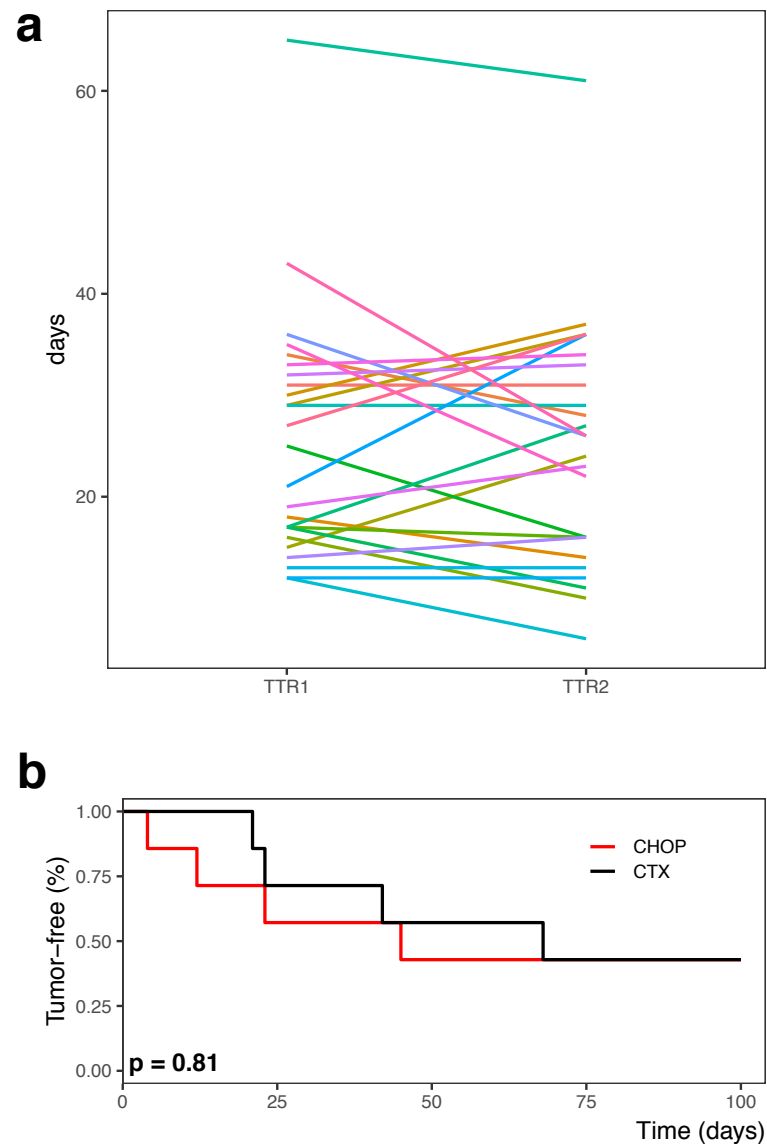 a
60
40
20
days
TTR1 TTR2
b
1.00
0.75
0.50
0.25
0.00
Tumor−free (%)
CHOP
CTX
p = 0.81
0 25 50 75 100
Time (days)